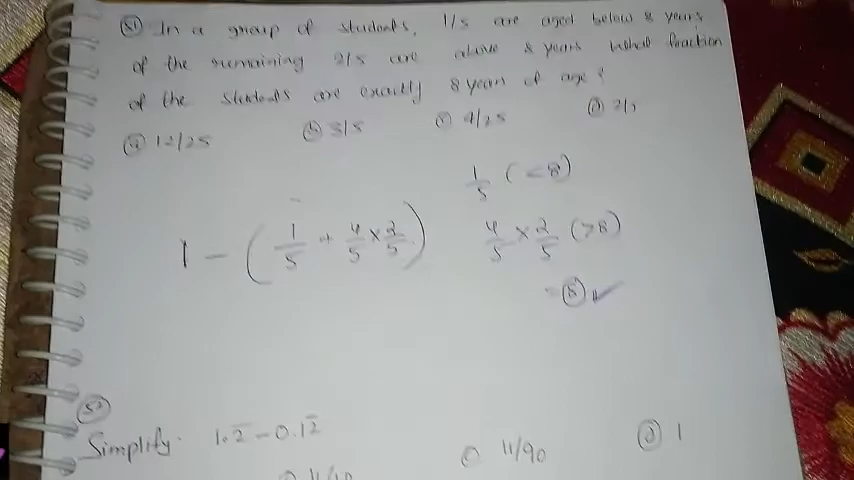 51 In a group of students, 1/5 are aged below 8 years
of the remaining 2/5 are above 8 years what fraction
of the students are exactly 8 years of age?
a 12/25 b 3/5 c 4/25 d 2/
1/5 (<8)
1 - (1/5 + 4/5 × 2/5) 4/5 × 2/5 (>8)
= 8 ✓
52
Simplify. 1.2̅ - 0.12̅
11/10 c 11/90 d 1